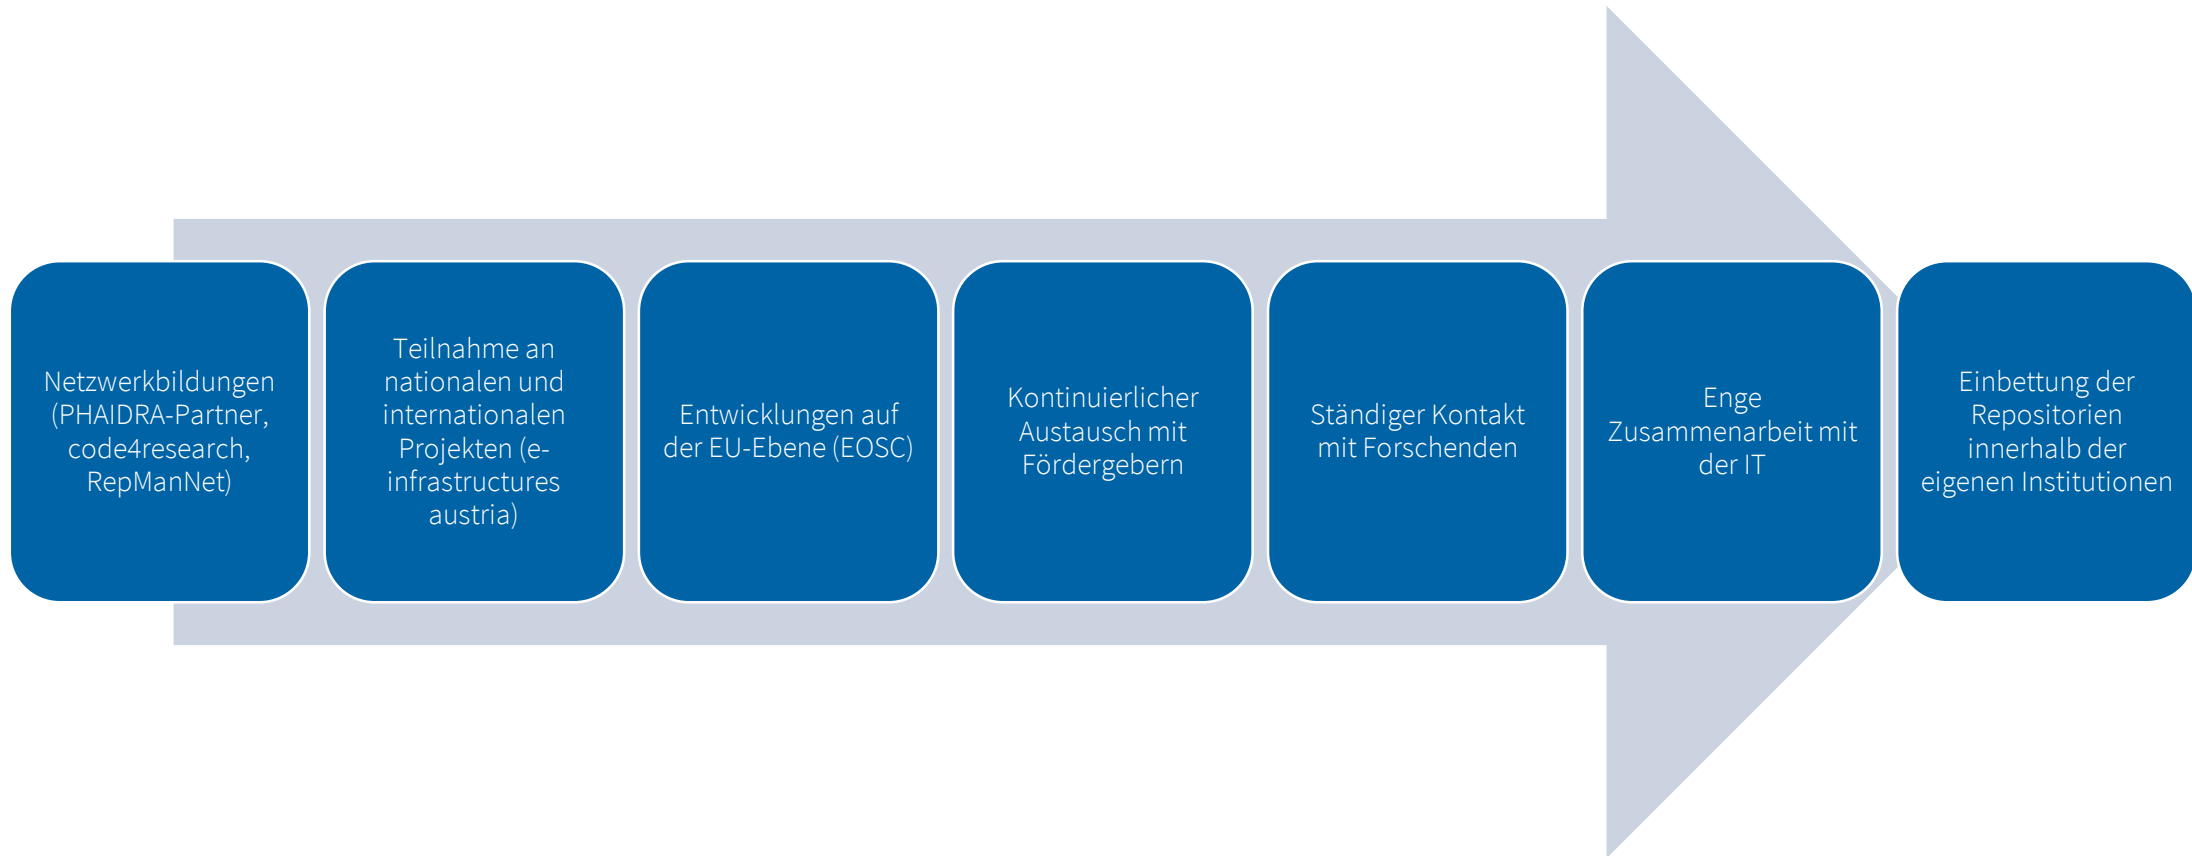 Netzwerkbildungen
(PHAIDRA-Partner,
code4research,
RepManNet)
Teilnahme an
nationalen und
internationalen
Projekten (e-
infrastructures
austria)
Entwicklungen auf
der EU-Ebene (EOSC)
Kontinuierlicher
Austausch mit
Fördergebern
Ständiger Kontakt
mit Forschenden
Enge
Zusammenarbeit mit
der IT
Einbettung der
Repositorien
innerhalb der
eigenen Institutionen